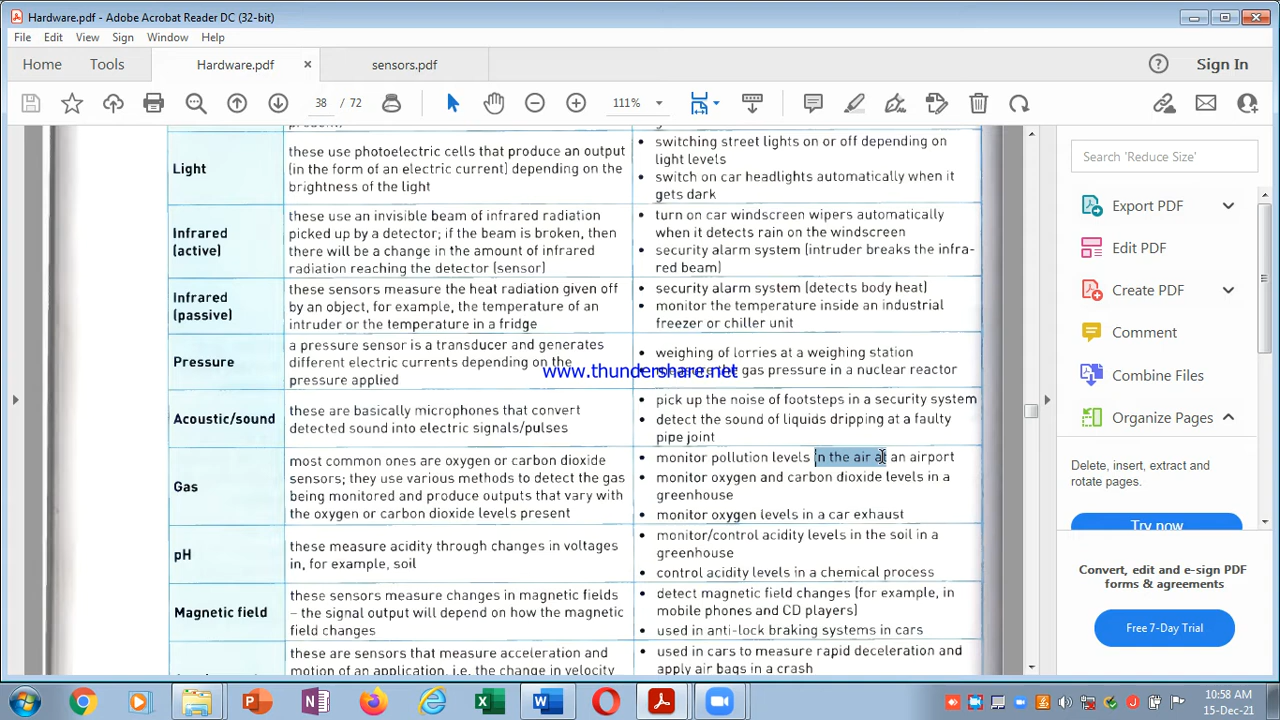 Hardware.pdf - Adobe Acrobat Reader DC (32-bit)
File Edit View Sign Window Help
Home Tools Hardware.pdf × sensors.pdf ? Sign In
38 / 72 111%
Light
these use photoelectric cells that produce an output
(in the form of an electric current) depending on the
brightness of the light
• switching street lights on or off depending on
light levels
• switch on car headlights automatically when it
gets dark
Infrared
(active)
these use an invisible beam of infrared radiation
picked up by a detector; if the beam is broken, then
there will be a change in the amount of infrared
radiation reaching the detector (sensor)
• turn on car windscreen wipers automatically
when it detects rain on the windscreen
• security alarm system (intruder breaks the infra-
red beam)
Infrared
(passive)
these sensors measure the heat radiation given off
by an object, for example, the temperature of an
intruder or the temperature in a fridge
• security alarm system (detects body heat)
• monitor the temperature inside an industrial
freezer or chiller unit
Pressure
a pressure sensor is a transducer and generates
different electric currents depending on the
pressure applied
• weighing of lorries at a weighing station
• gas pressure in a nuclear reactor
www.thundershare.net
Acoustic/sound
these are basically microphones that convert
detected sound into electric signals/pulses
• pick up the noise of footsteps in a security system
• detect the sound of liquids dripping at a faulty
pipe joint
Gas
most common ones are oxygen or carbon dioxide
sensors; they use various methods to detect the gas
being monitored and produce outputs that vary with
the oxygen or carbon dioxide levels present
• monitor pollution levels in the air at an airport
• monitor oxygen and carbon dioxide levels in a
greenhouse
• monitor oxygen levels in a car exhaust
pH
these measure acidity through changes in voltages
in, for example, soil
• monitor/control acidity levels in the soil in a
greenhouse
• control acidity levels in a chemical process
Magnetic field
these sensors measure changes in magnetic fields
– the signal output will depend on how the magnetic
field changes
• detect magnetic field changes (for example, in
mobile phones and CD players)
• used in anti-lock braking systems in cars
these are sensors that measure acceleration and
motion of an application, i.e. the change in velocity
• used in cars to measure rapid deceleration and
apply air bags in a crash
Search 'Reduce Size'
Export PDF
Edit PDF
Create PDF
Comment
Combine Files
Organize Pages
Delete, insert, extract and
rotate pages.
Try now
Convert, edit and e-sign PDF
forms & agreements
Free 7-Day Trial
10:58 AM
15-Dec-21